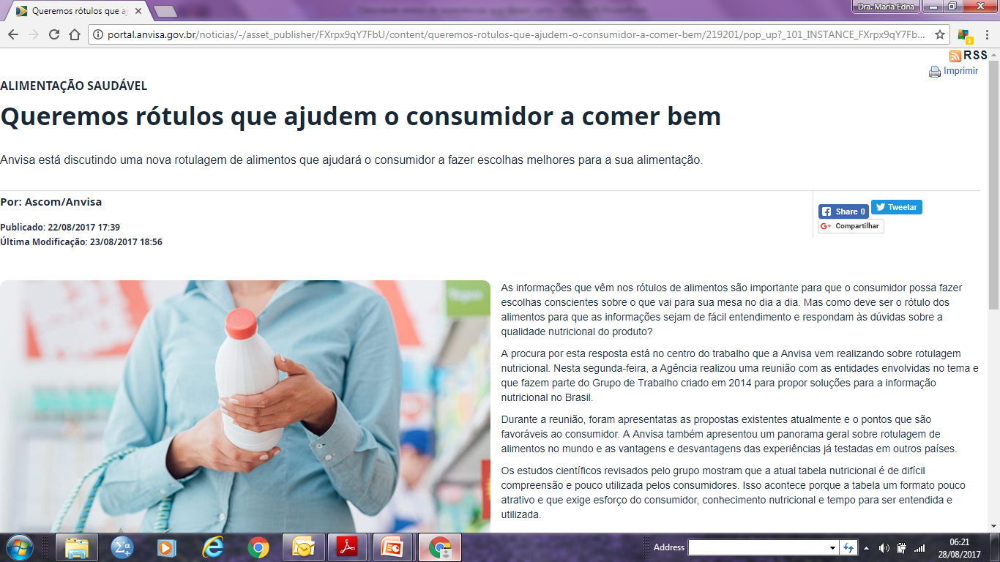 Queremos rótulos que aj
Dra. Maria Edna
portal.anvisa.gov.br/noticias/-/asset_publisher/FXrpx9qY7FbU/content/queremos-rotulos-que-ajudem-o-consumidor-a-comer-bem/219201/pop_up?_101_INSTANCE_FXrpx9qY7Fb...
3
RSS
Imprimir
ALIMENTAÇÃO SAUDÁVEL
Queremos rótulos que ajudem o consumidor a comer bem
Anvisa está discutindo uma nova rotulagem de alimentos que ajudará o consumidor a fazer escolhas melhores para a sua alimentação.
Por: Ascom/Anvisa
Publicado: 22/08/2017 17:39
Última Modificação: 23/08/2017 18:56
Share 0
Tweetar
G+ Compartilhar
As informações que vêm nos rótulos de alimentos são importante para que o consumidor possa fazer
escolhas conscientes sobre o que vai para sua mesa no dia a dia. Mas como deve ser o rótulo dos
alimentos para que as informações sejam de fácil entendimento e respondam às dúvidas sobre a
qualidade nutricional do produto?
A procura por esta resposta está no centro do trabalho que a Anvisa vem realizando sobre rotulagem
nutricional. Nesta segunda-feira, a Agência realizou uma reunião com as entidades envolvidas no tema e
que fazem parte do Grupo de Trabalho criado em 2014 para propor soluções para a informação
nutricional no Brasil.
Durante a reunião, foram apresentatas as propostas existentes atualmente e o pontos que são
favoráveis ao consumidor. A Anvisa também apresentou um panorama geral sobre rotulagem de
alimentos no mundo e as vantagens e desvantagens das experiências já testadas em outros países.
Os estudos científicos revisados pelo grupo mostram que a atual tabela nutricional é de difícil
compreensão e pouco utilizada pelos consumidores. Isso acontece porque a tabela um formato pouco
atrativo e que exige esforço do consumidor, conhecimento nutricional e tempo para ser entendida e
utilizada.
Address
06:21
28/08/2017